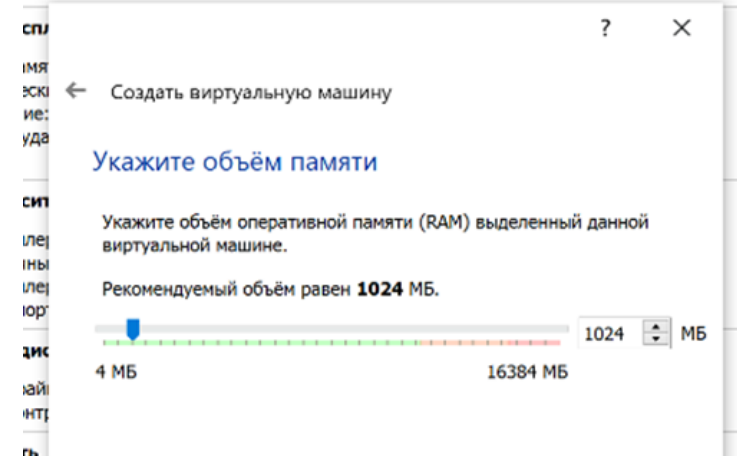 ?
Создать виртуальную машину
Укажите объём памяти
Укажите объём оперативной памяти (RAM) выделенный данной
виртуальной машине.
Рекомендуемый объём равен 1024 МБ.
1024 МБ
4 МБ 16384 МБ